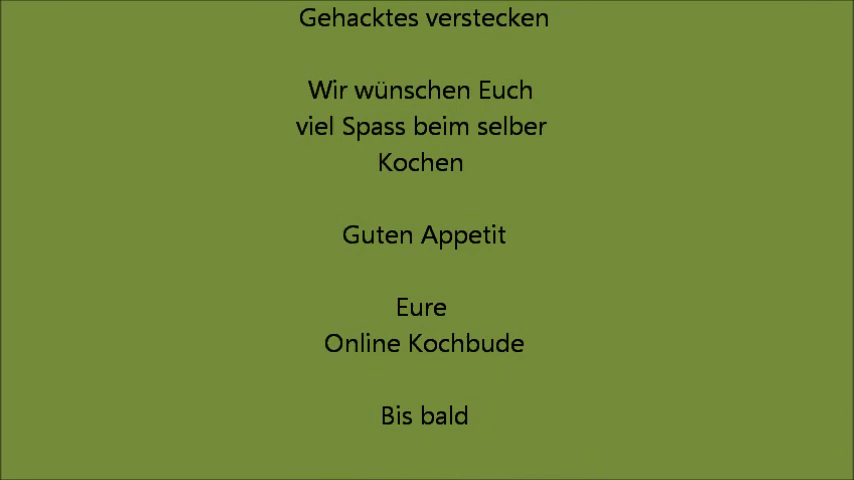 Gehacktes verstecken
Wir wünschen Euch
viel Spass beim selber
Kochen
Guten Appetit
Eure
Online Kochbude
Bis bald